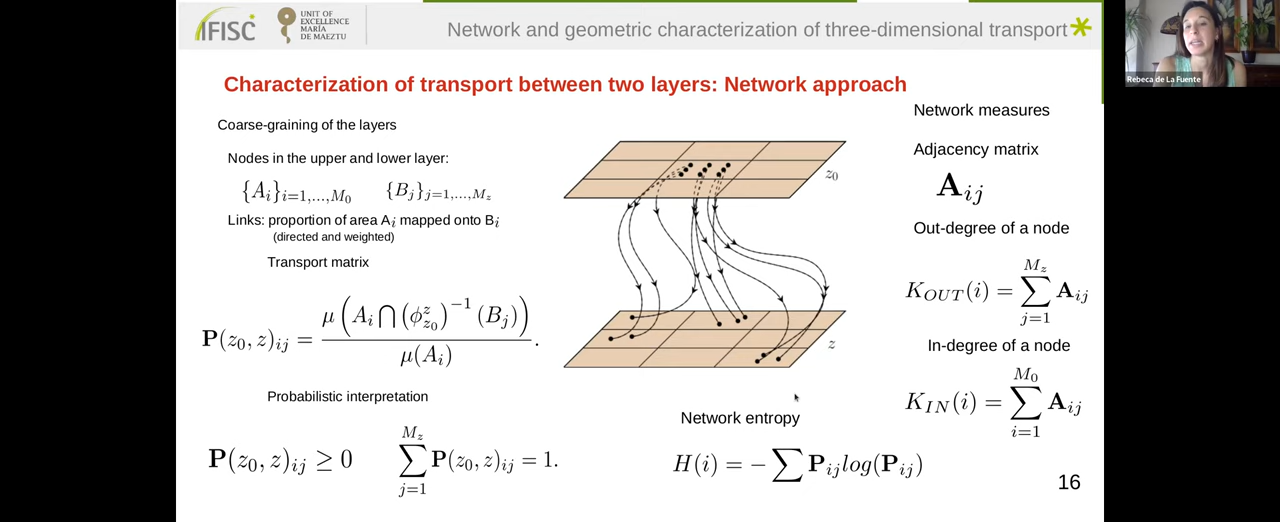 IFISC
UNIT OF
EXCELLENCE
MARÍA
DE MAEZTU
Network and geometric characterization of three-dimensional transport
Rebeca de La Fuente
Characterization of transport between two layers: Network approach
Coarse-graining of the layers
Nodes in the upper and lower layer:
{A_i}_{i=1,...,M_0} {B_j}_{j=1,...,M_z}
Links: proportion of area A_i mapped onto B_i
(directed and weighted)
Transport matrix
P(z_0, z)_{ij} = μ(A_i ⋂ (ϕ_{z_0}^z)^{-1} (B_j)) / μ(A_i) .
Probabilistic interpretation
P(z_0, z)_{ij} ≥ 0 ∑_{j=1}^{M_z} P(z_0, z)_{ij} = 1.
z_0
z
Network entropy
H(i) = − ∑ P_{ij} log(P_{ij})
Network measures
Adjacency matrix
A_{ij}
Out-degree of a node
K_{OUT}(i) = ∑_{j=1}^{M_z} A_{ij}
In-degree of a node
K_{IN}(i) = ∑_{i=1}^{M_0} A_{ij}
16